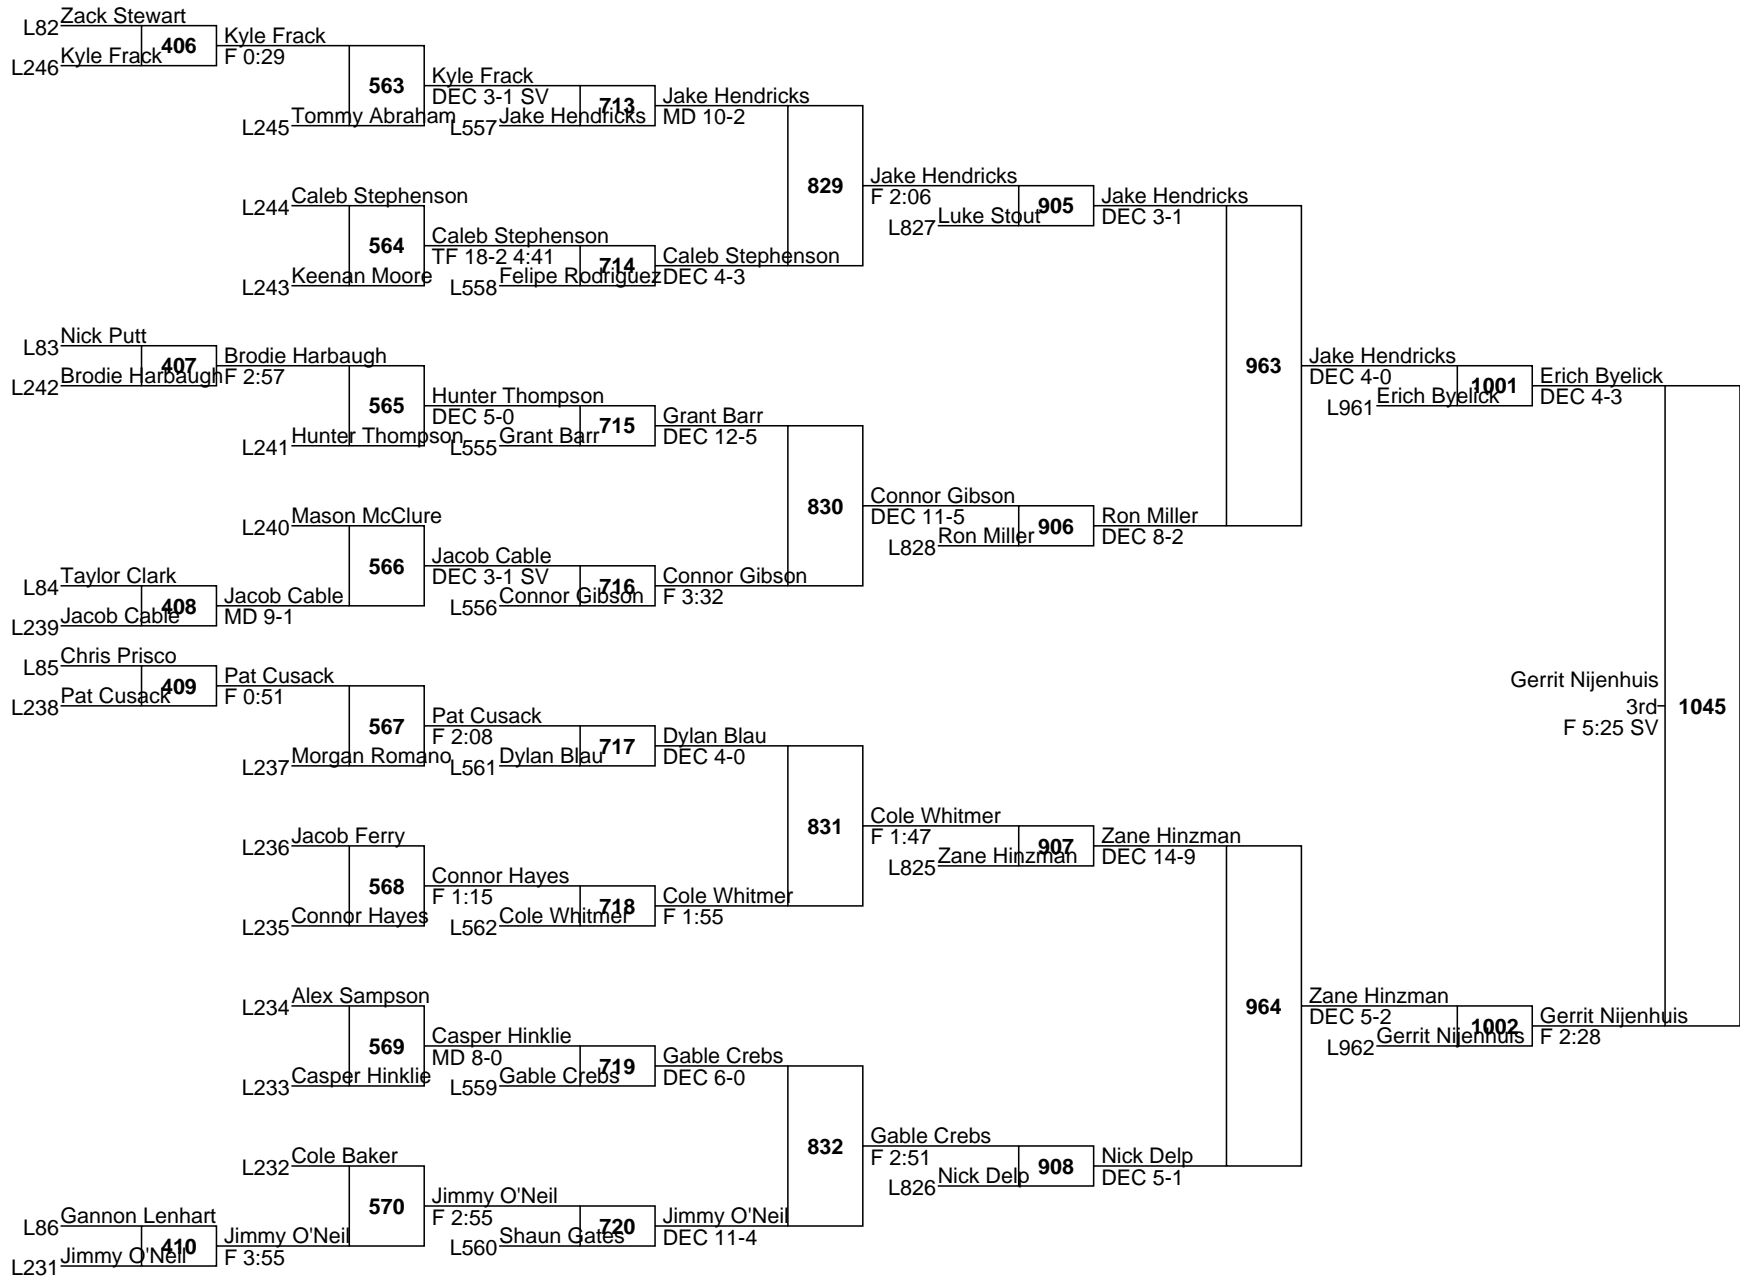 L82 Zack Stewart
406
L246 Kyle Frack
Kyle Frack
F 0:29
563
L245 Tommy Abraham
Kyle Frack
DEC 3-1 SV
713
L557 Jake Hendricks
Jake Hendricks
MD 10-2
829
L244 Caleb Stephenson
564
L243 Keenan Moore
Caleb Stephenson
TF 18-2 4:41
714
L558 Felipe Rodriguez
Caleb Stephenson
DEC 4-3
Jake Hendricks
F 2:06
905
L827 Luke Stout
Jake Hendricks
DEC 3-1
963
L83 Nick Putt
407
L242 Brodie Harbaugh
Brodie Harbaugh
F 2:57
565
L241 Hunter Thompson
Hunter Thompson
DEC 5-0
715
L555 Grant Barr
Grant Barr
DEC 12-5
830
L240 Mason McClure
566
L84 Taylor Clark
408
L239 Jacob Cable
Jacob Cable
MD 9-1
Jacob Cable
DEC 3-1 SV
716
L556 Connor Gibson
Connor Gibson
F 3:32
Connor Gibson
DEC 11-5
906
L828 Ron Miller
Ron Miller
DEC 8-2
Jake Hendricks
DEC 4-0
1001
L961 Erich Byelick
Erich Byelick
DEC 4-3
L85 Chris Prisco
409
L238 Pat Cusack
Pat Cusack
F 0:51
567
L237 Morgan Romano
Pat Cusack
F 2:08
717
L561 Dylan Blau
Dylan Blau
DEC 4-0
831
L236 Jacob Ferry
568
L235 Connor Hayes
Connor Hayes
F 1:15
718
L562 Cole Whitmer
Cole Whitmer
F 1:55
Cole Whitmer
F 1:47
907
L825 Zane Hinzman
Zane Hinzman
DEC 14-9
964
L234 Alex Sampson
569
L233 Casper Hinklie
Casper Hinklie
MD 8-0
719
L559 Gable Crebs
Gable Crebs
DEC 6-0
832
L232 Cole Baker
570
L86 Gannon Lenhart
410
L231 Jimmy O'Neil
Jimmy O'Neil
F 3:55
Jimmy O'Neil
F 2:55
720
L560 Shaun Gates
Jimmy O'Neil
DEC 11-4
Gable Crebs
F 2:51
908
L826 Nick Delp
Nick Delp
DEC 5-1
Zane Hinzman
DEC 5-2
1002
L962 Gerrit Nijenhuis
Gerrit Nijenhuis
F 2:28
Gerrit Nijenhuis
3rd
F 5:25 SV
1045